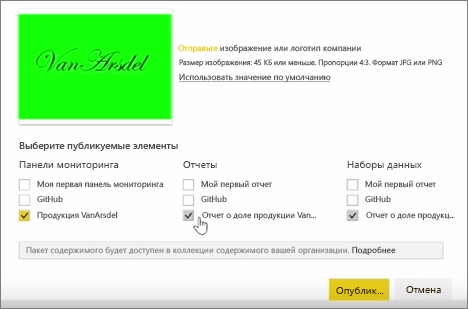 VanArsdel
Отправьте изображение или логотип компании
Размер изображения: 45 КБ или меньше. Пропорции 4:3. Формат JPG или PNG
Использовать значение по умолчанию
Выберите публикуемые элементы
Панели мониторинга
Моя первая панель мониторинга
GitHub
Продукция VanArsdel
Отчеты
Мой первый отчет
GitHub
Отчет о доле продукции Van...
Наборы данных
Мой первый отчет
GitHub
Отчет о доле продукц...
Пакет содержимого будет доступен в коллекции содержимого вашей организации. Подробнее
Опублик... Отмена